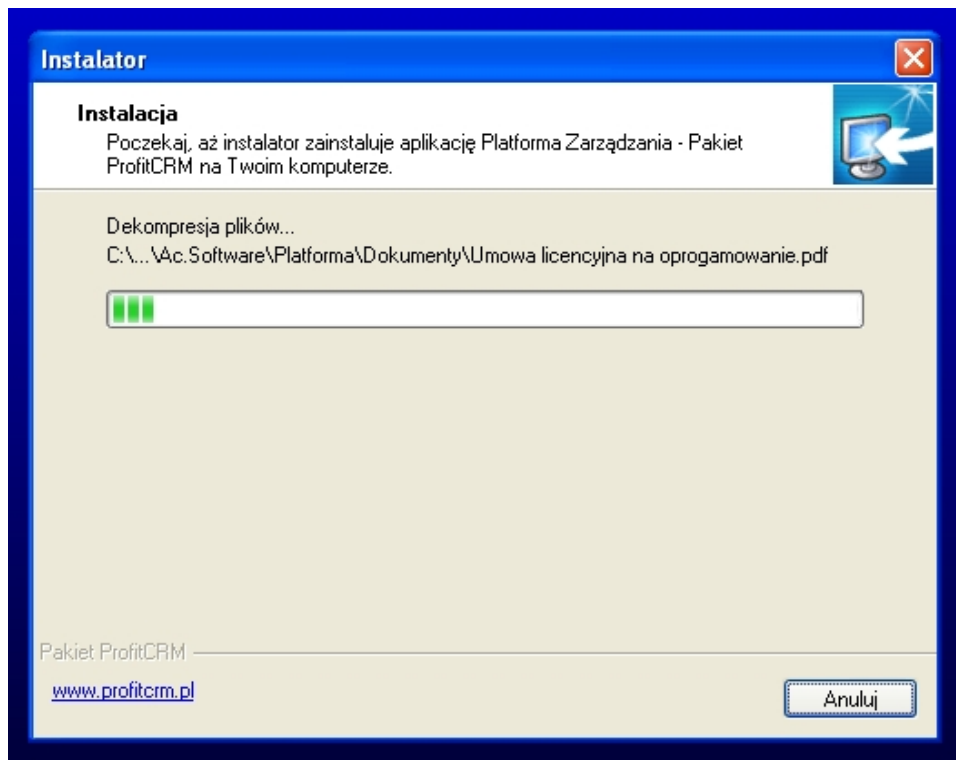 Instalator
Instalacja
Poczekaj, aż instalator zainstaluje aplikację Platforma Zarządzania - Pakiet
ProfitCRM na Twoim komputerze.
Dekompresja plików...
C:\...\Ac.Software\Platforma\Dokumenty\Umowa licencyjna na oprogamowanie.pdf
Pakiet ProfitCRM
www.profitcrm.pl
Anuluj